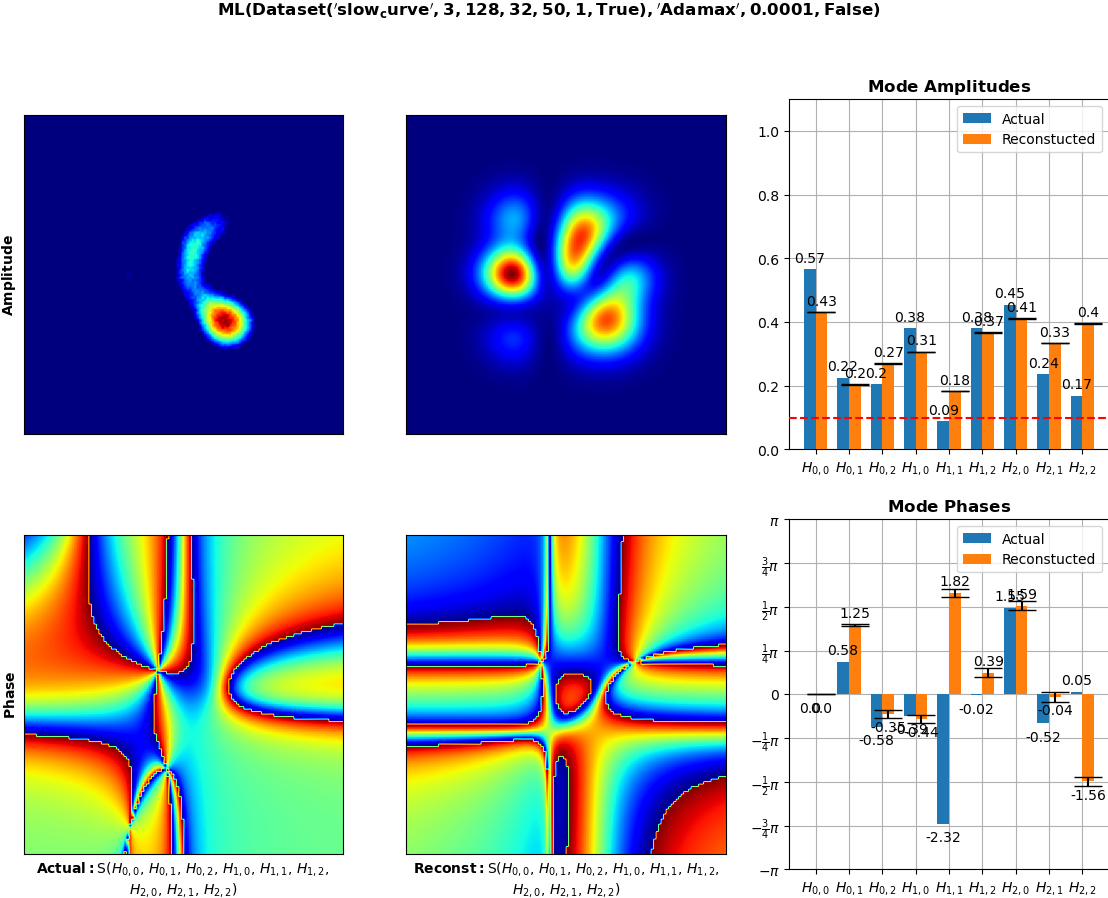 ML(Dataset('slow_curve', 3, 128, 32, 50, 1, True), 'Adamax', 0.0001, False)
Amplitude
Mode Amplitudes
Actual
Reconstucted
1.0
0.8
0.6
0.4
0.2
0.0
0.57
0.43
0.22
0.2
0.2
0.27
0.38
0.31
0.09
0.18
0.38
0.37
0.45
0.41
0.24
0.33
0.17
0.4
H0,0 H0,1 H0,2 H1,0 H1,1 H1,2 H2,0 H2,1 H2,2
Phase
Actual: S(H0,0, H0,1, H0,2, H1,0, H1,1, H1,2,
H2,0, H2,1, H2,2)
Reconst: S(H0,0, H0,1, H0,2, H1,0, H1,1, H1,2,
H2,0, H2,1, H2,2)
Mode Phases
Actual
Reconstucted
π
3/4π
1/2π
1/4π
0
−1/4π
−1/2π
−3/4π
−π
0.0
0.0
0.58
1.25
-0.58
-0.35
-0.39
-0.44
-2.32
1.82
-0.02
0.39
1.59
-0.52
-0.04
0.05
-1.56
H0,0 H0,1 H0,2 H1,0 H1,1 H1,2 H2,0 H2,1 H2,2